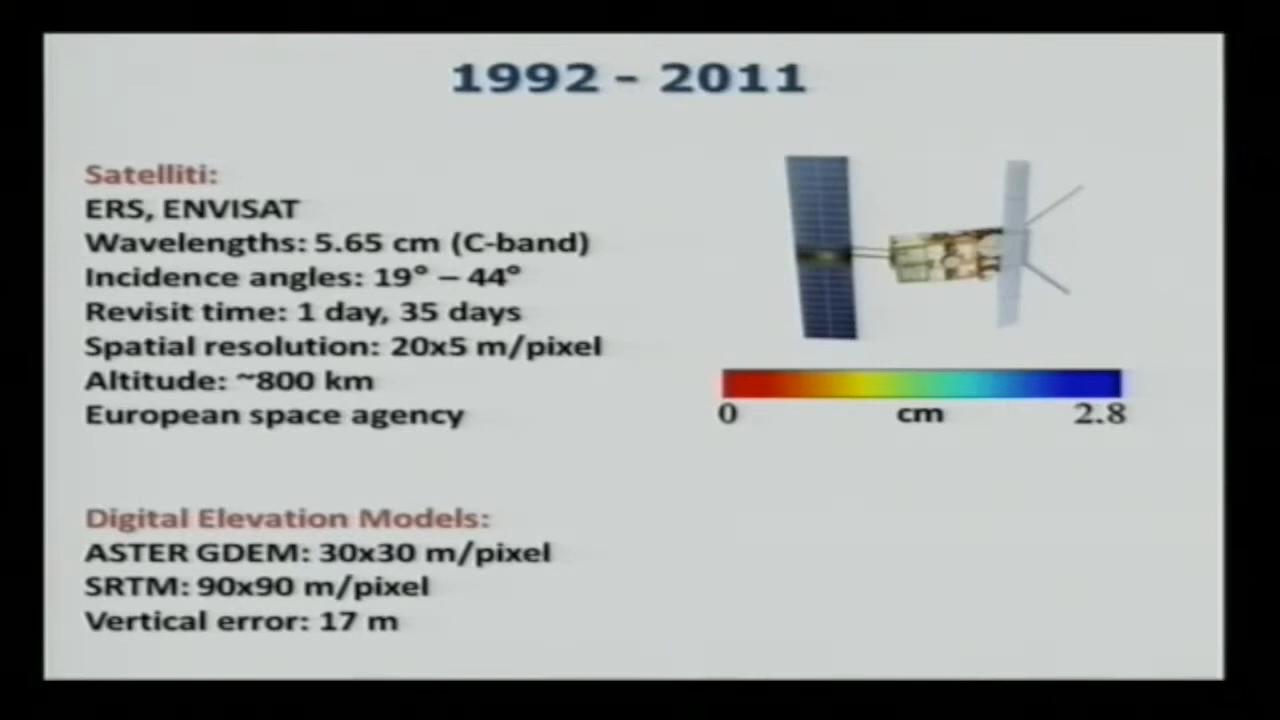 1992 - 2011
Satelliti:
ERS, ENVISAT
Wavelengths: 5.65 cm (C-band)
Incidence angles: 19° – 44°
Revisit time: 1 day, 35 days
Spatial resolution: 20x5 m/pixel
Altitude: ~800 km
European space agency
0 cm 2.8
Digital Elevation Models:
ASTER GDEM: 30x30 m/pixel
SRTM: 90x90 m/pixel
Vertical error: 17 m